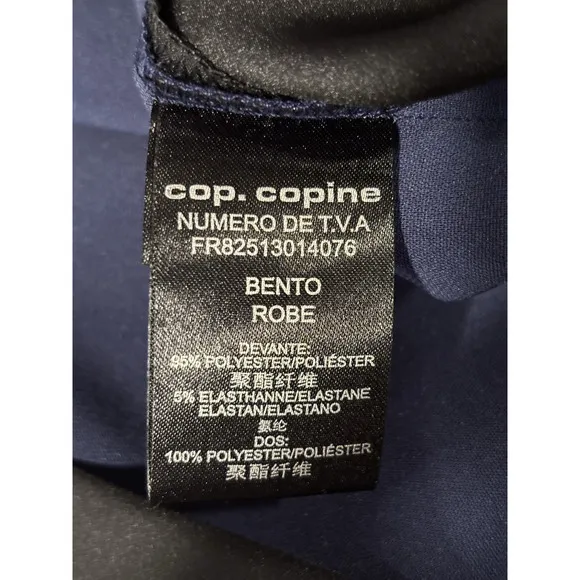 cop. copine
NUMERO DE T.V.A
FR82513014076
BENTO
ROBE
DEVANTE:
95% POLYESTER/POLIÉSTER
聚酯纤维
5% ELASTHANNE/ELASTANE
ELASTAN/ELASTANO
氨纶
DOS:
100% POLYESTER/POLIÉSTER
聚酯纤维